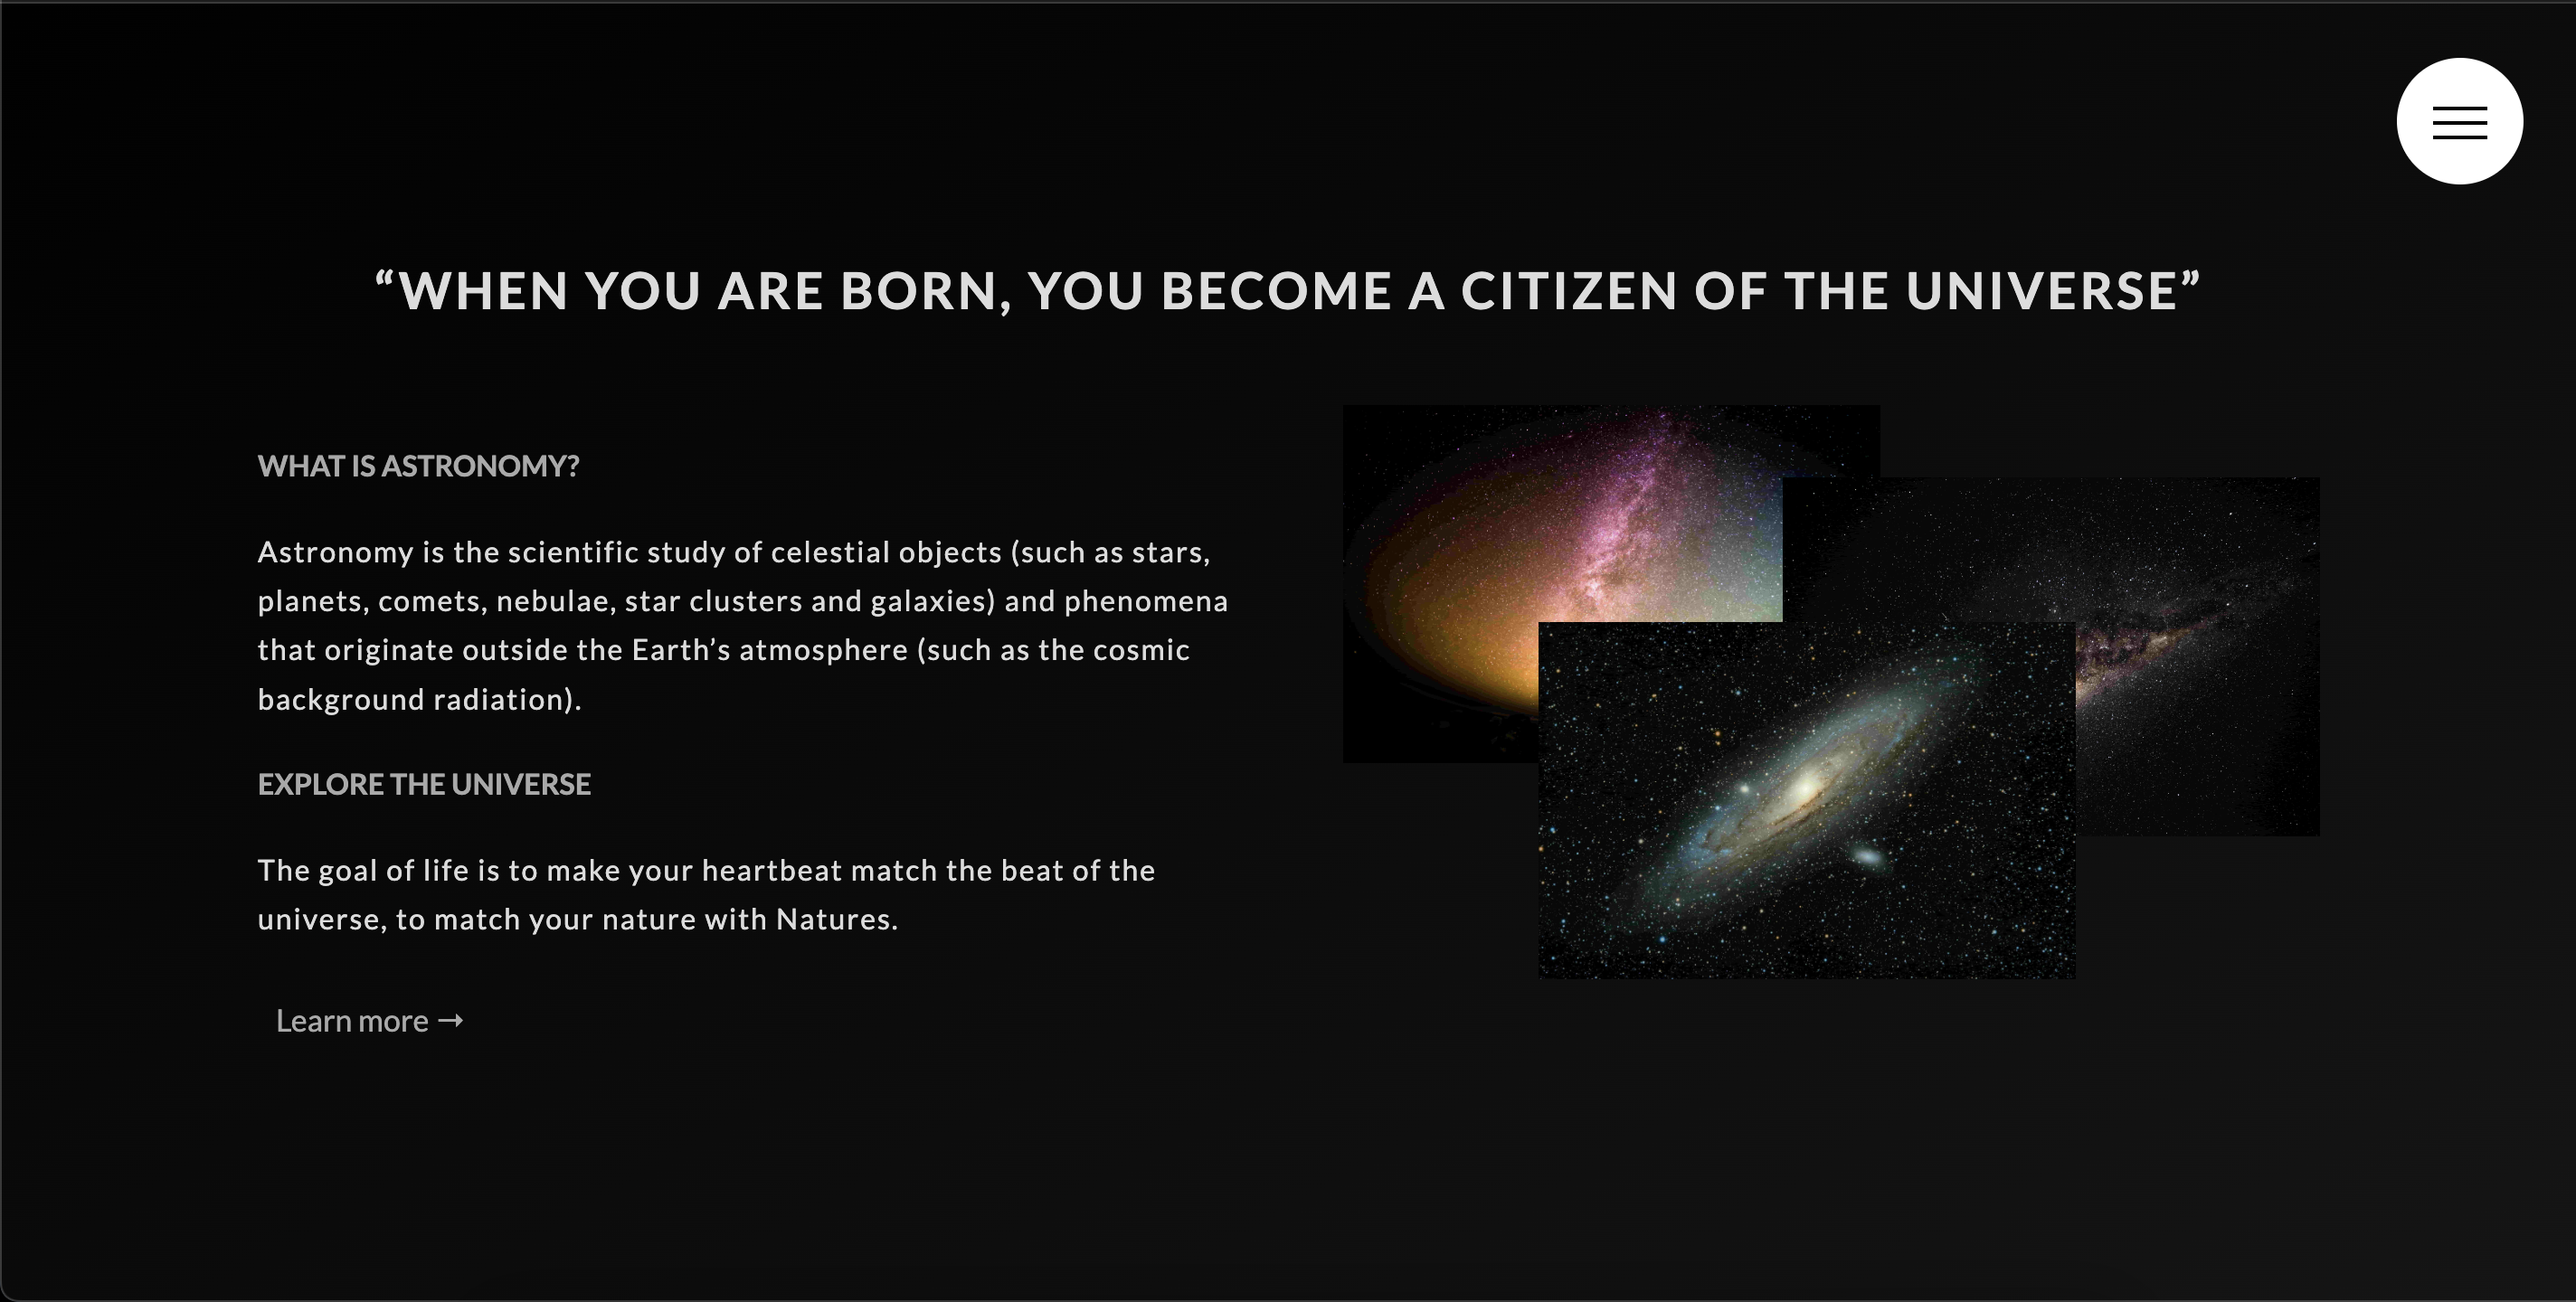 “WHEN YOU ARE BORN, YOU BECOME A CITIZEN OF THE UNIVERSE”
WHAT IS ASTRONOMY?
Astronomy is the scientific study of celestial objects (such as stars,
planets, comets, nebulae, star clusters and galaxies) and phenomena
that originate outside the Earth’s atmosphere (such as the cosmic
background radiation).
EXPLORE THE UNIVERSE
The goal of life is to make your heartbeat match the beat of the
universe, to match your nature with Natures.
Learn more →